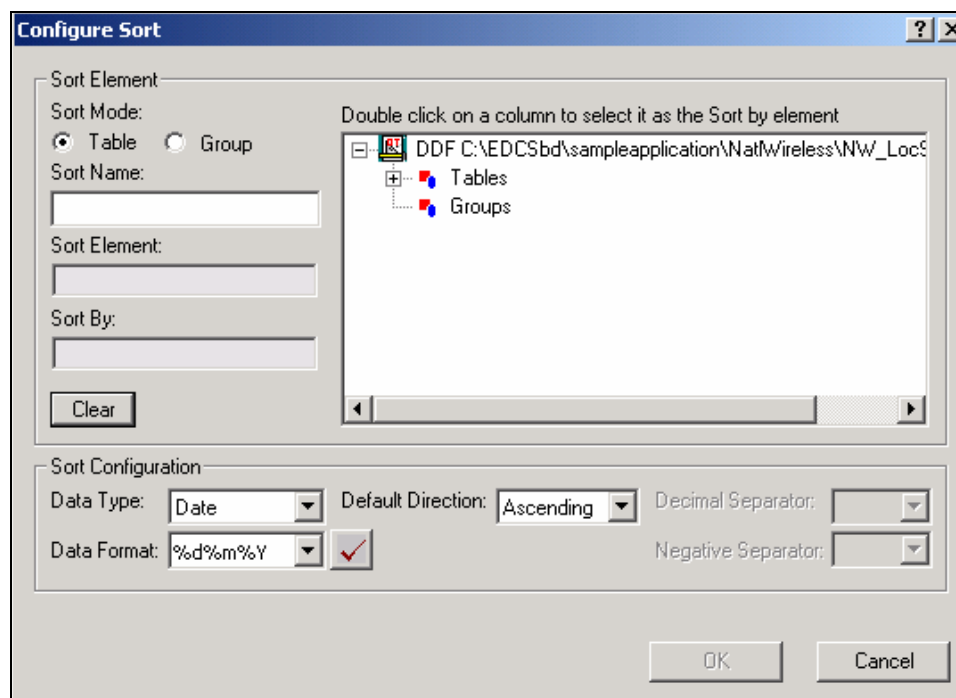 Configure Sort
Sort Element
Sort Mode:
Table
Group
Sort Name:
Sort Element:
Sort By:
Clear
Double click on a column to select it as the Sort by element
DDF C:\EDCSbd\sampleapplication\NatlWireless\NW_LocS
Tables
Groups
Sort Configuration
Data Type:
Date
Default Direction:
Ascending
Decimal Separator:
Data Format:
%d%m%Y
Negative Separator:
OK
Cancel